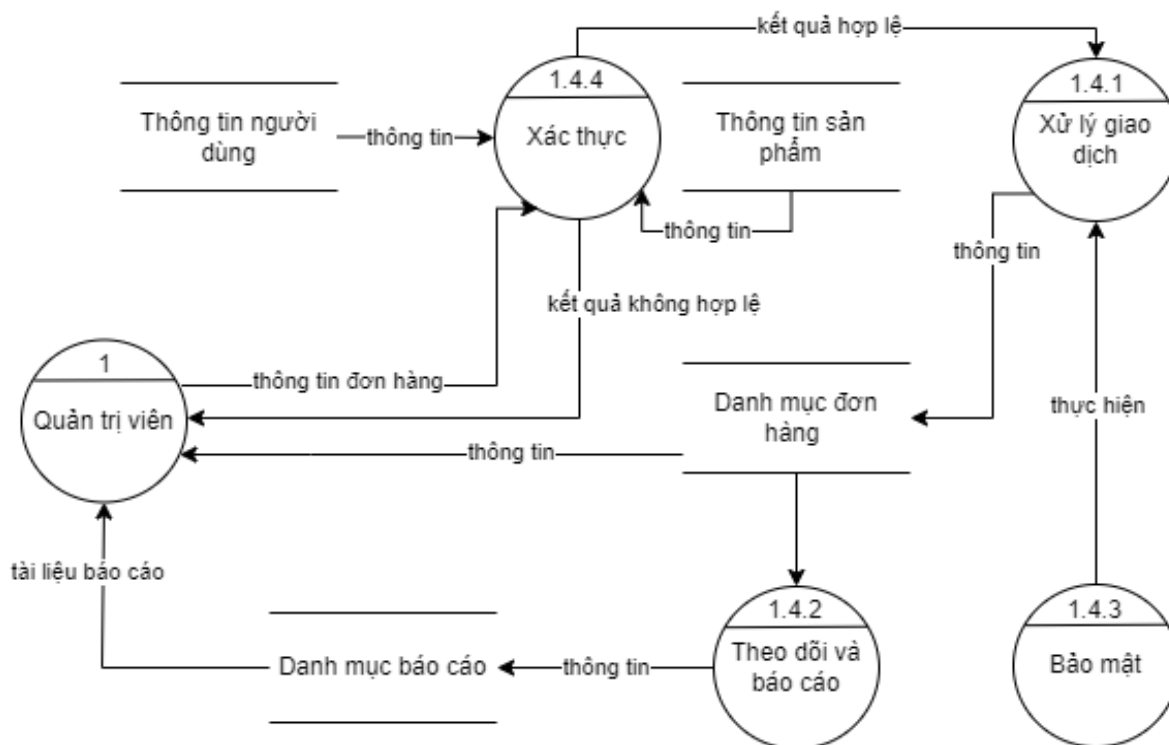 kết quả hợp lệ
1.4.4
Xác thực
1.4.1
Xử lý giao
dịch
Thông tin người
dùng
thông tin
Thông tin sản
phẩm
thông tin
thông tin
kết quả không hợp lệ
1
Quản trị viên
thông tin đơn hàng
Danh mục đơn
hàng
thực hiện
thông tin
tài liệu báo cáo
1.4.2
Theo dõi và
báo cáo
1.4.3
Bảo mật
Danh mục báo cáo
thông tin